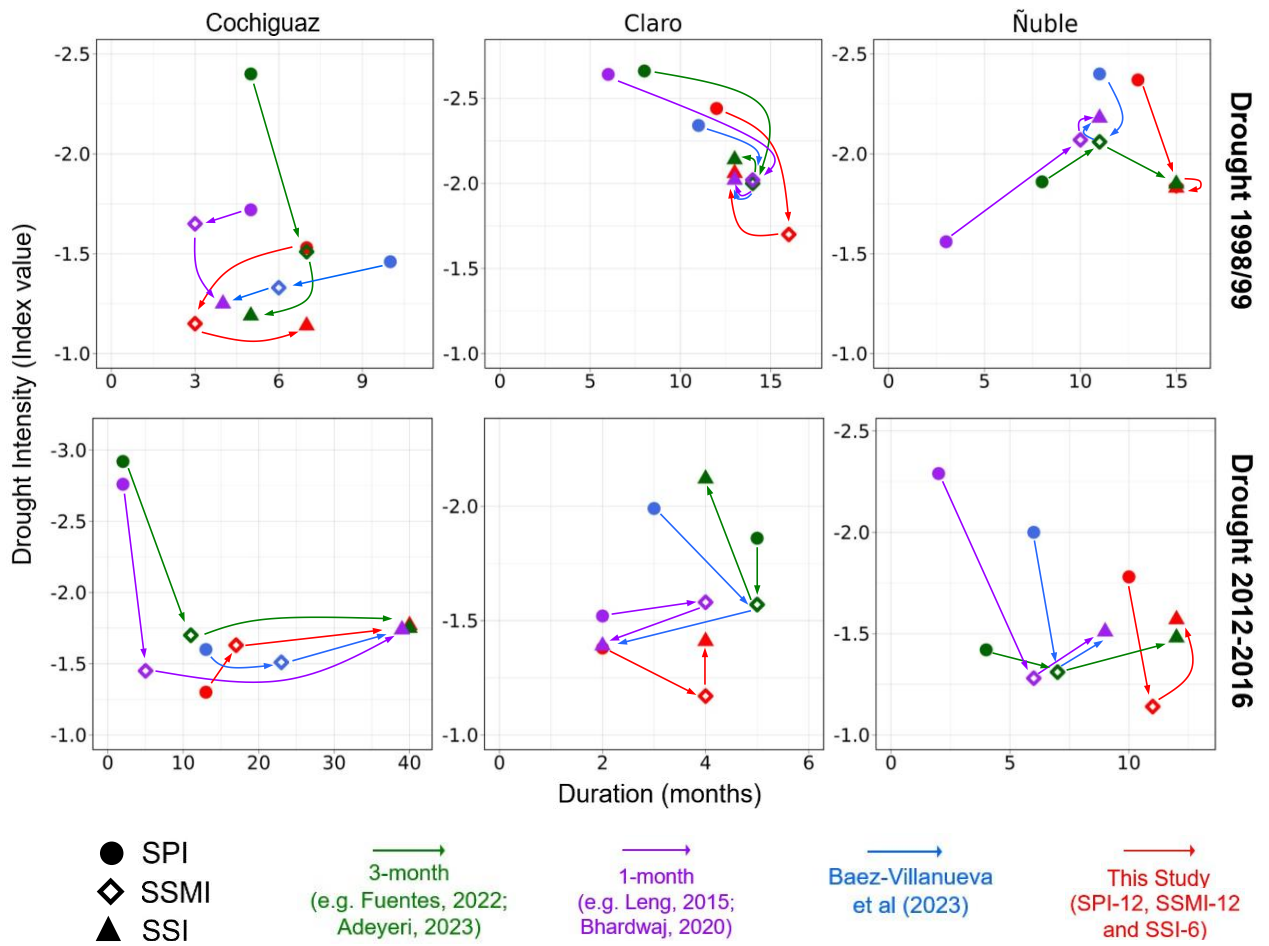 Cochiguaz
Claro
Ñuble
-2.5
-2.0
-1.5
-1.0
0
3
6
9
-2.5
-2.0
-1.5
-1.0
0
5
10
15
-2.5
-2.0
-1.5
-1.0
0
5
10
15
Drought 1998/99
Drought Intensity (Index value)
-3.0
-2.5
-2.0
-1.5
-1.0
0
10
20
30
40
-2.0
-1.5
-1.0
0
2
4
6
-2.5
-2.0
-1.5
-1.0
0
5
10
Drought 2012-2016
Duration (months)
SPI
SSMI
SSI
3-month
(e.g. Fuentes, 2022;
Adeyeri, 2023)
1-month
(e.g. Leng, 2015;
Bhardwaj, 2020)
Baez-Villanueva
et al (2023)
This Study
(SPI-12, SSMI-12
and SSI-6)